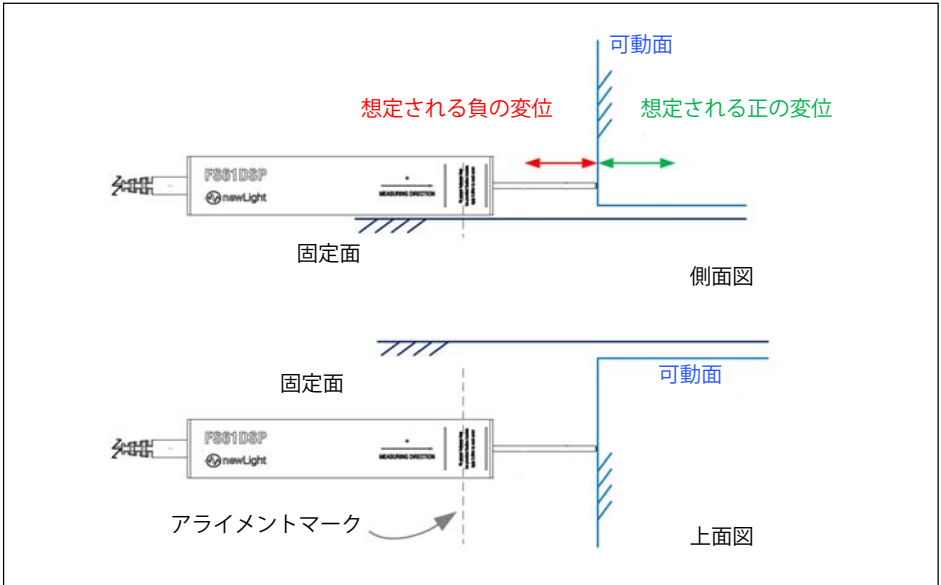 可動面
想定される負の変位
想定される正の変位
FS61DSP
newLight
+
MEASURING DIRECTION
固定面
側面図
固定面
可動面
FS61DSP
newLight
+
MEASURING DIRECTION
アライメントマーク
上面図